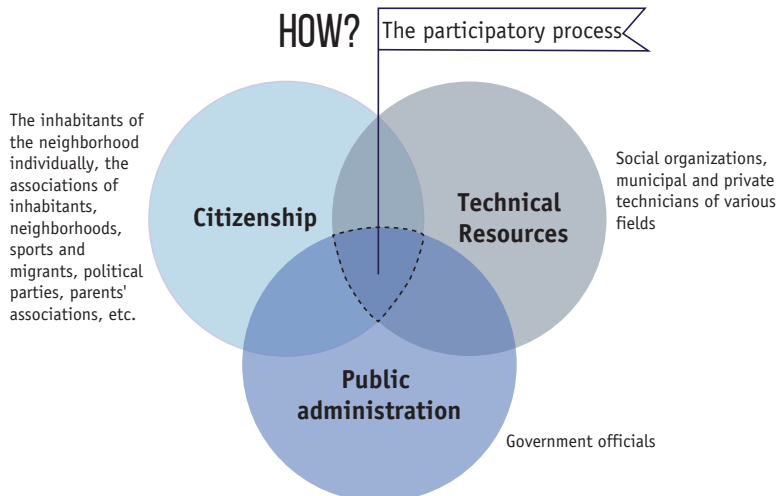 HOW?
The participatory process
The inhabitants of
the neighborhood
individually, the
associations of
inhabitants,
neighborhoods,
sports and
migrants, political
parties, parents'
associations, etc.
Citizenship
Technical
Resources
Social organizations,
municipal and private
technicians of various
fields
Public
administration
Government officials